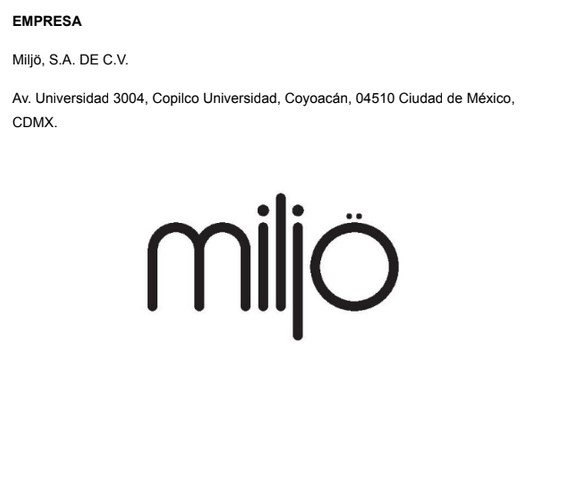 EMPRESA
Miljö, S.A. DE C.V.
Av. Universidad 3004, Copilco Universidad, Coyoacán, 04510 Ciudad de México,
CDMX.
miljö